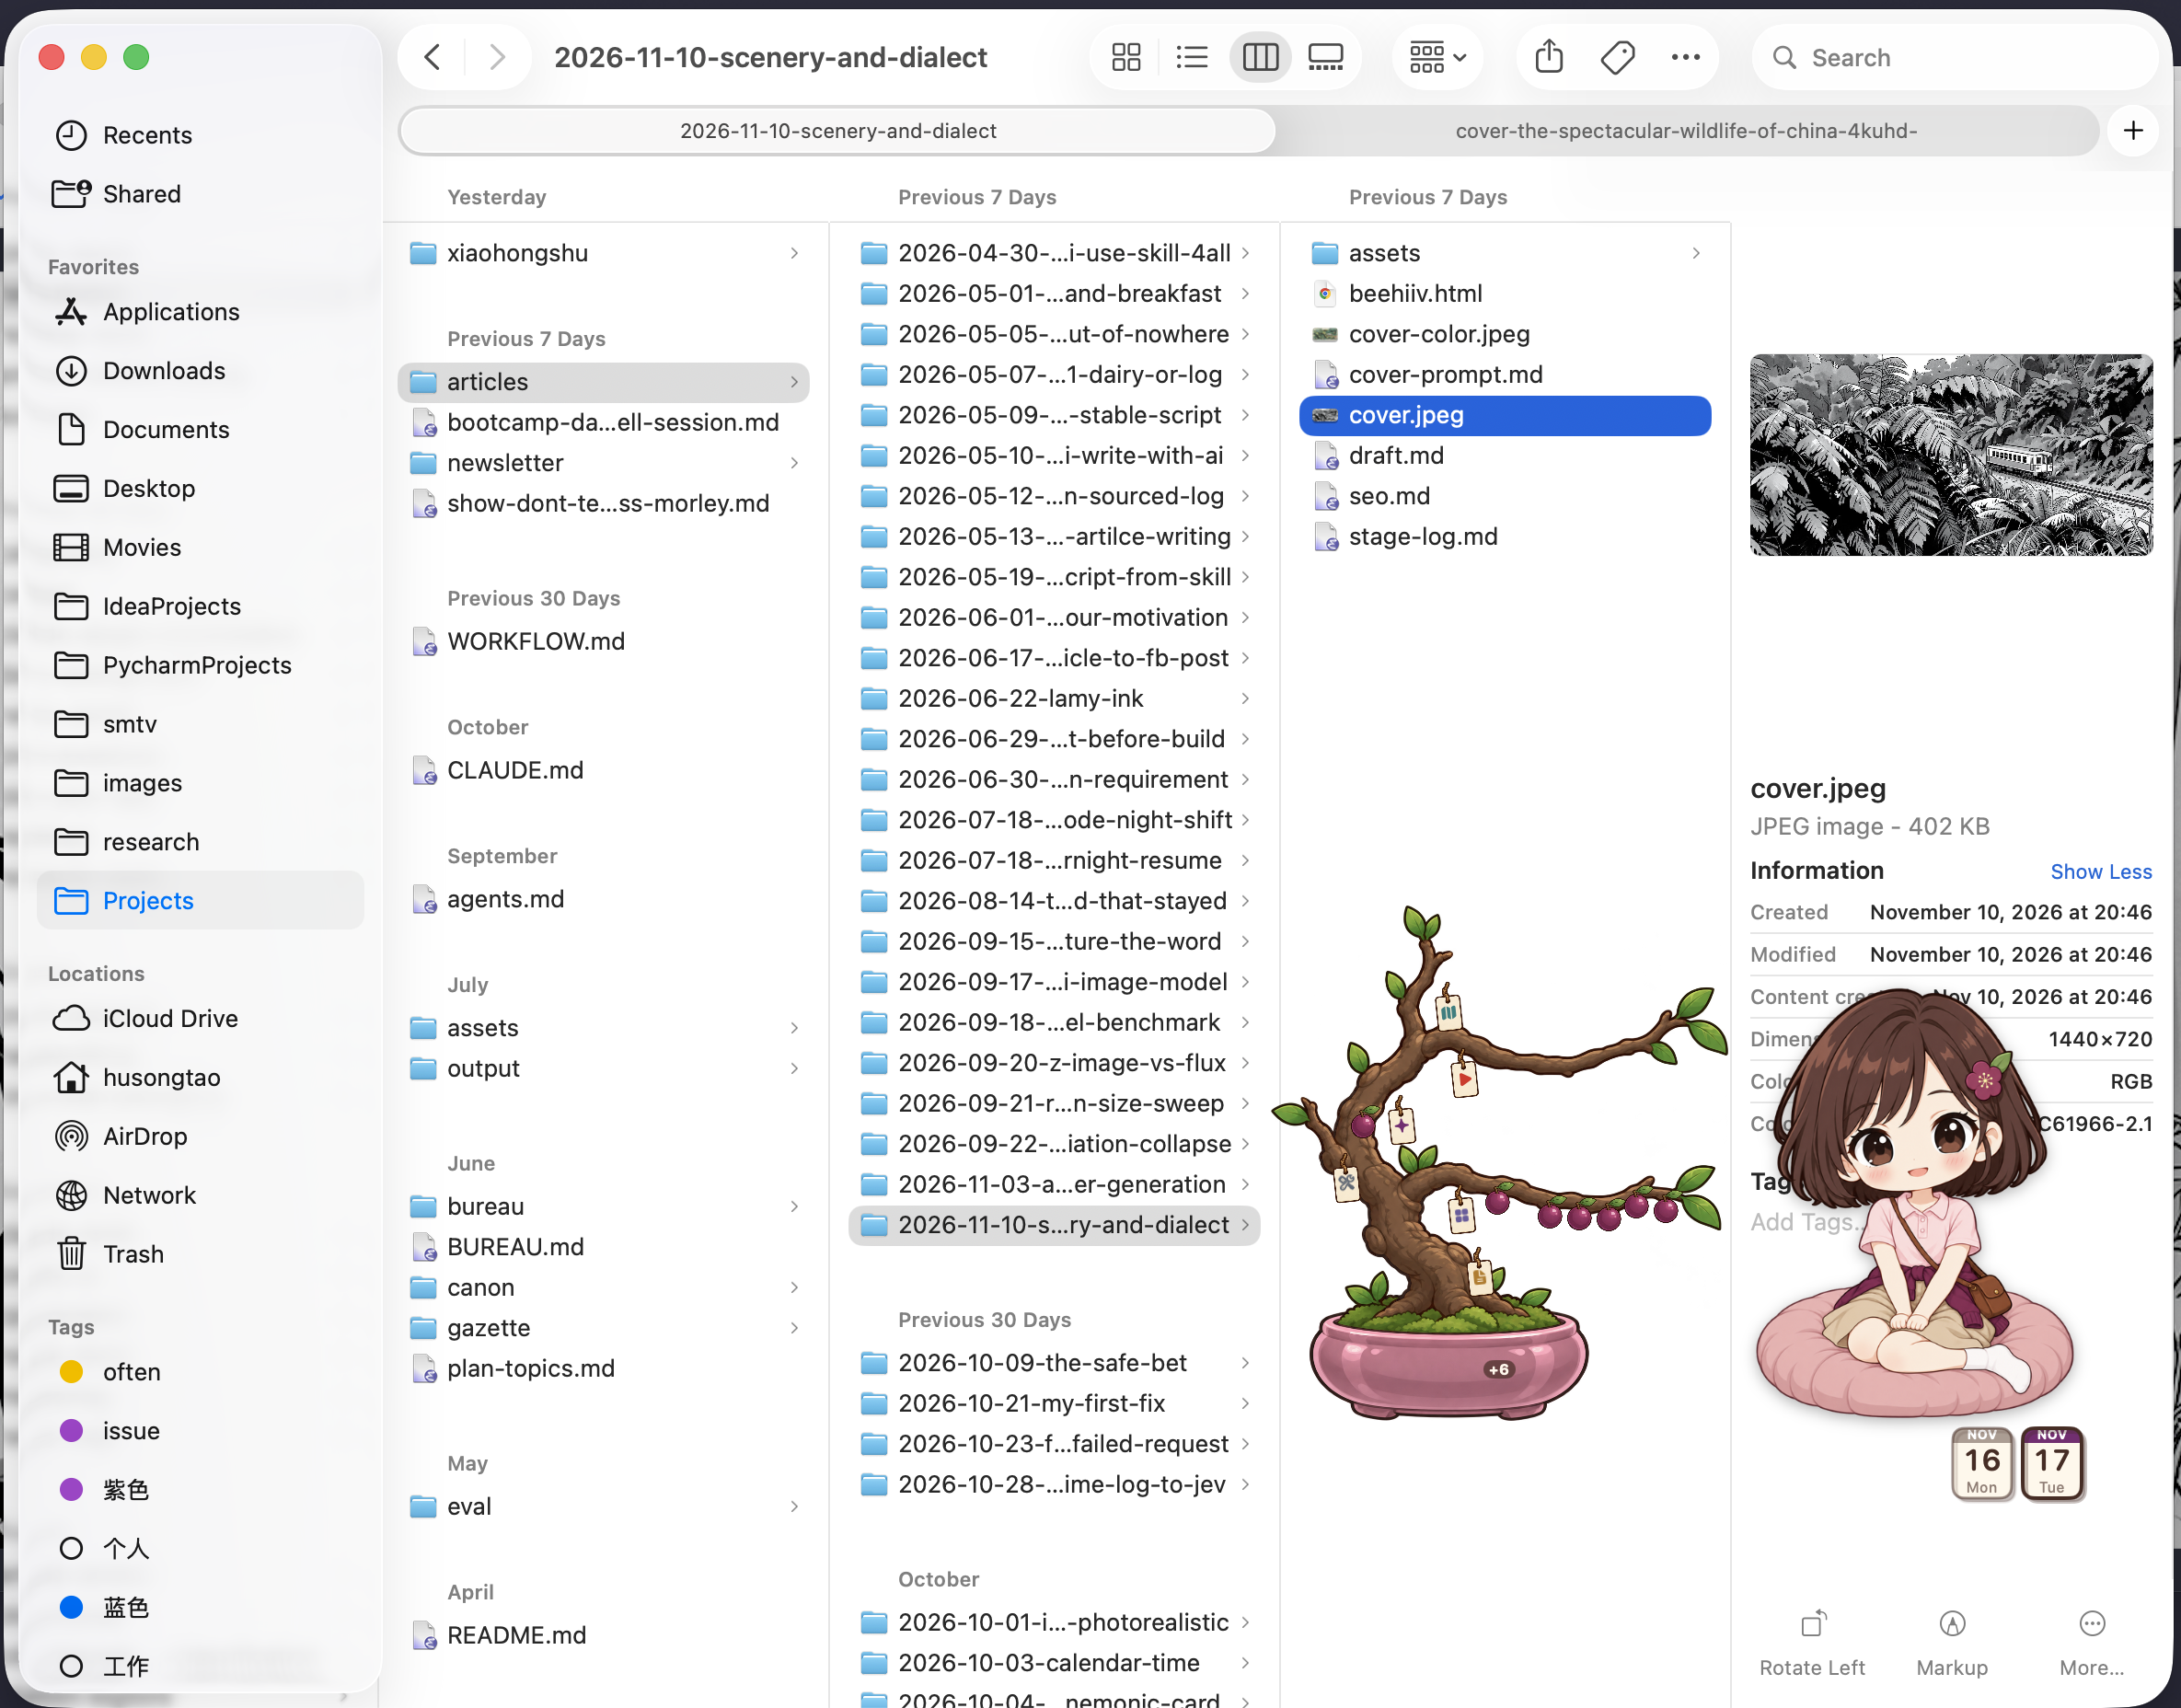 2026-11-10-scenery-and-dialect
Search
2026-11-10-scenery-and-dialect
cover-the-spectacular-wildlife-of-china-4kuhd-
Recents
Shared
Favorites
Applications
Downloads
Documents
Desktop
Movies
IdeaProjects
PycharmProjects
smtv
images
research
Projects
Locations
iCloud Drive
husongtao
AirDrop
Network
Trash
Tags
often
issue
紫色
个人
蓝色
工作
Yesterday
xiaohongshu
Previous 7 Days
articles
bootcamp-da...ell-session.md
newsletter
show-dont-te...ss-morley.md
Previous 30 Days
WORKFLOW.md
October
CLAUDE.md
September
agents.md
July
assets
output
June
bureau
BUREAU.md
canon
gazette
plan-topics.md
May
eval
April
README.md
Previous 7 Days
2026-04-30-...i-use-skill-4all
2026-05-01-...and-breakfast
2026-05-05-...ut-of-nowhere
2026-05-07-...1-dairy-or-log
2026-05-09-...-stable-script
2026-05-10-...i-write-with-ai
2026-05-12-...n-sourced-log
2026-05-13-...-artilce-writing
2026-05-19-...cript-from-skill
2026-06-01-...our-motivation
2026-06-17-...icle-to-fb-post
2026-06-22-lamy-ink
2026-06-29-...t-before-build
2026-06-30-...n-requirement
2026-07-18-...ode-night-shift
2026-07-18-...rnight-resume
2026-08-14-t...d-that-stayed
2026-09-15-...ture-the-word
2026-09-17-...i-image-model
2026-09-18-...el-benchmark
2026-09-20-z-image-vs-flux
2026-09-21-r...n-size-sweep
2026-09-22-...iation-collapse
2026-11-03-a...er-generation
2026-11-10-s...ry-and-dialect
Previous 30 Days
2026-10-09-the-safe-bet
2026-10-21-my-first-fix
2026-10-23-f...failed-request
2026-10-28-...ime-log-to-jev
October
2026-10-01-i...-photorealistic
2026-10-03-calendar-time
2026-10-04-...nemonic-card
Previous 7 Days
assets
beehiiv.html
cover-color.jpeg
cover-prompt.md
cover.jpeg
draft.md
seo.md
stage-log.md
+6
cover.jpeg
JPEG image - 402 KB
Information Show Less
Created November 10, 2026 at 20:46
Modified November 10, 2026 at 20:46
Content Nov 10, 2026 at 20:46
1440×720
RGB
C61966-2.1
Add Tags...
NOV 16 Mon
NOV 17 Tue
Rotate Left
Markup
More...